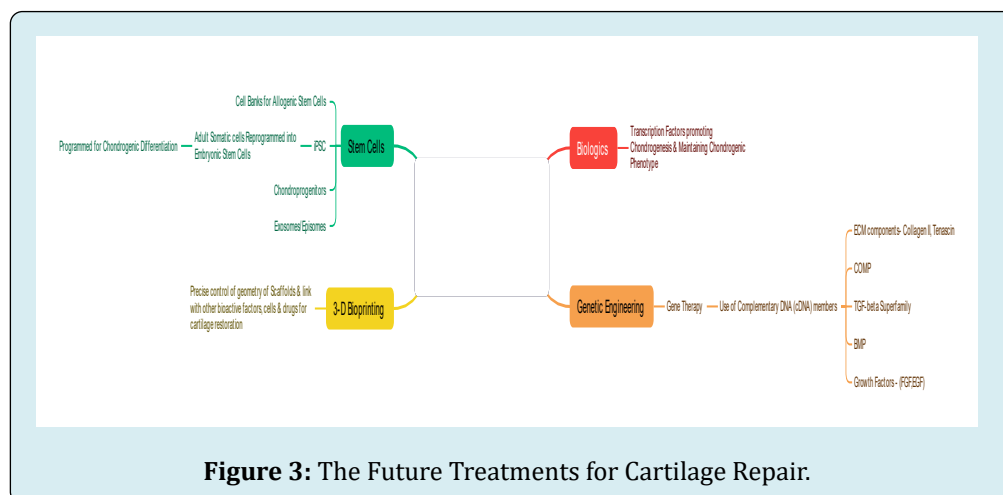 Cell Banks for Allogenic Stem Cells
Programmed for Chondrogenic Differentiation
Adult Somatic cells Reprogrammed into
Embryonic Stem Cells
iPSC
Stem Cells
Chondroprogenitors
Exosomes/Episomes
Precise control of geometry of Scaffolds & link
with other bioactive factors, cells & drugs for
cartilage restoration
3-D Bioprinting
Biologics
Transcription Factors promoting
Chondrogenesis & Maintaining Chondrogenic
Phenotype
Genetic Engineering
Gene Therapy
Use of Complementary DNA (cDNA) members
ECM components- Collagen II, Tenascin
COMP
TGF-beta Superfamily
BMP
Growth Factors - (FGF,EGF)
Figure 3: The Future Treatments for Cartilage Repair.